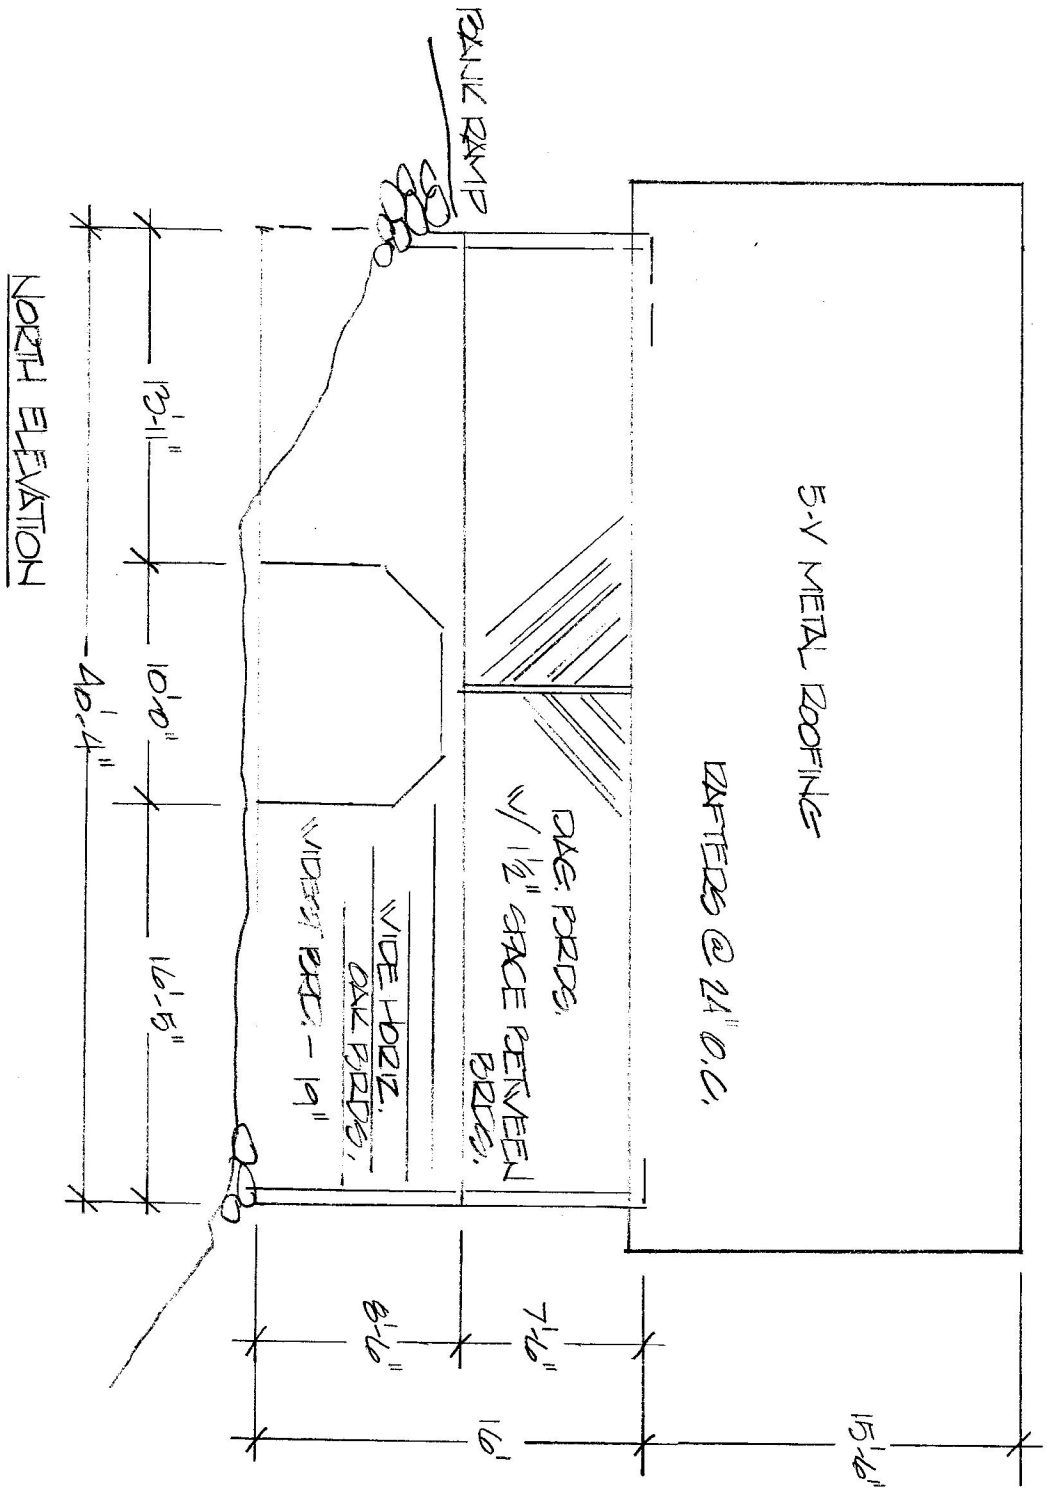 5-V METAL ROOFING
RAFTERS @ 24" O.C.
DIAG. BRDS.
W/ 1½" SPACE BETWEEN
BRDS.
WIDE HORIZ.
OAK BRDS.
WIDEST BRD. - 19"
BANK RAMP
15'-6"
7'-6"
16'
8'-6"
13'-11"
10'-0"
16'-5"
40'-4"
NORTH ELEVATION